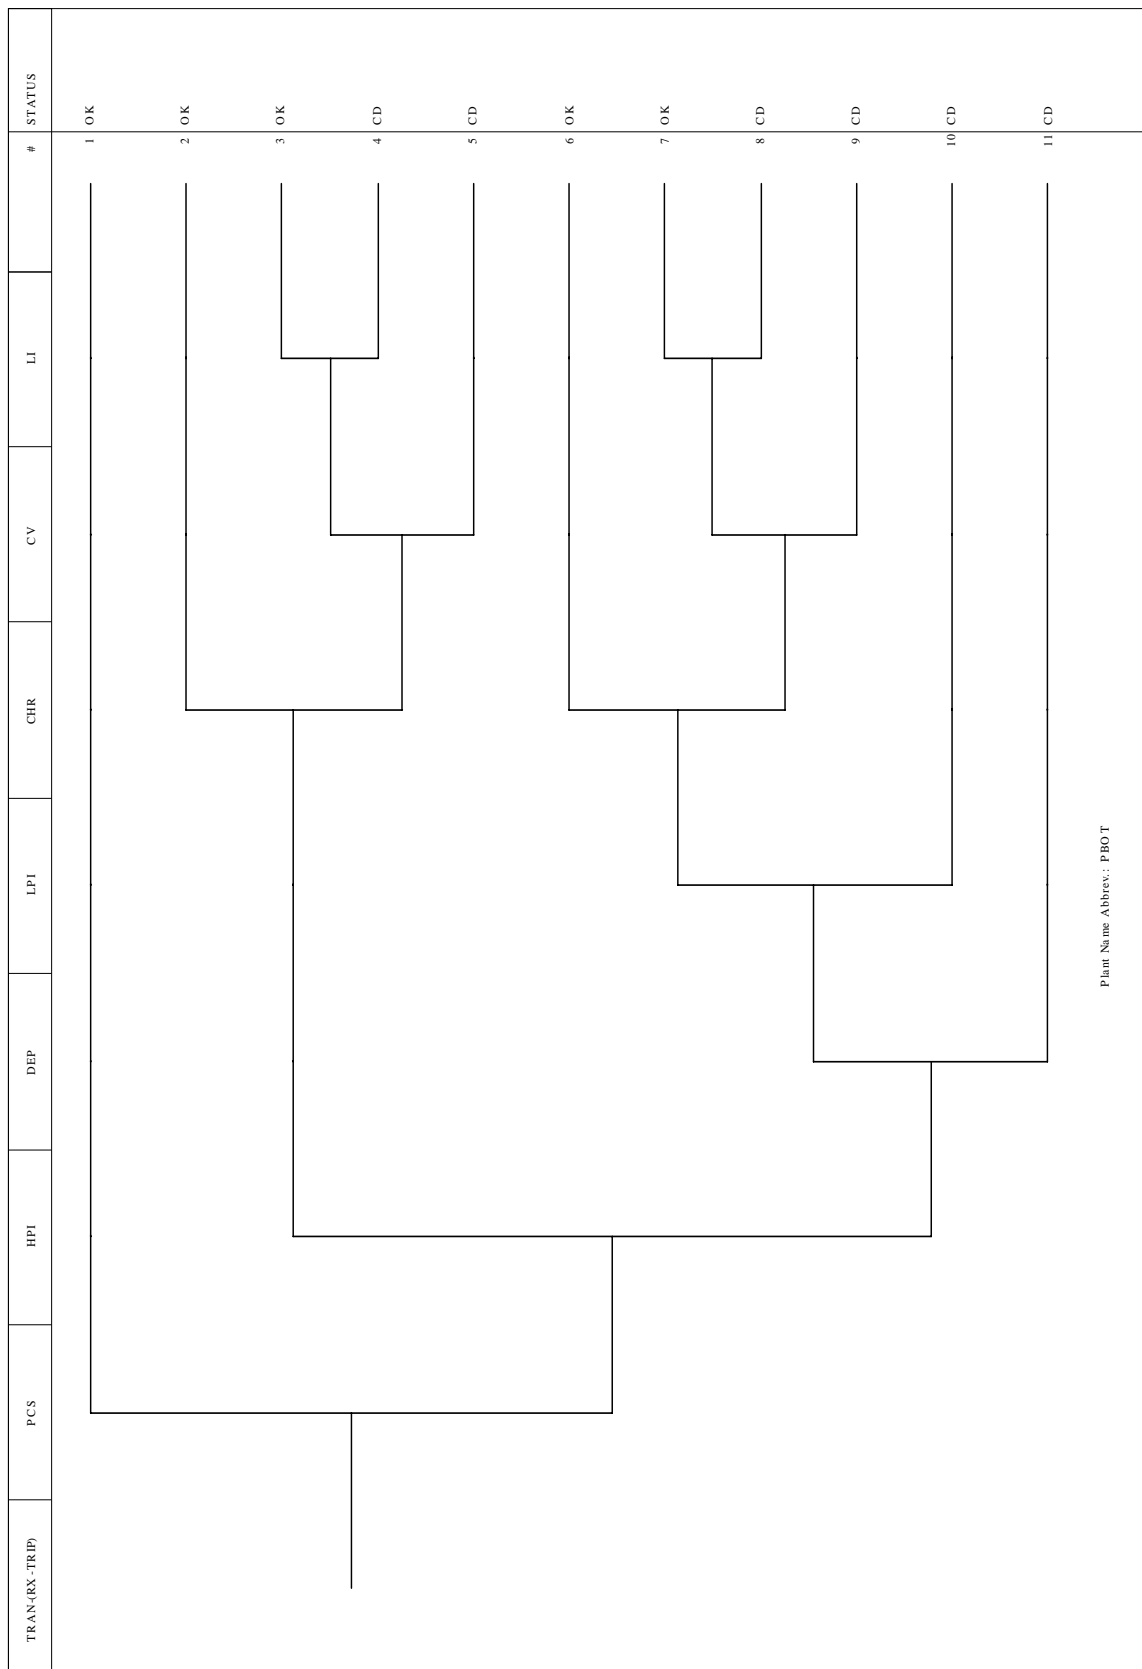 TRAN-(RX-TRIP) PCS HPI DEP LPI CHR CV LI # STATUS
1 OK
2 OK
3 OK
4 CD
5 CD
6 OK
7 OK
8 CD
9 CD
10 CD
11 CD
Plant Name Abbrev.: PBOT